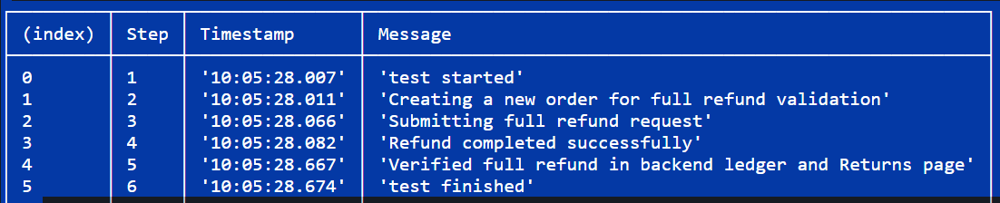 (index) Step Timestamp Message
0 1 '10:05:28.007' 'test started'
1 2 '10:05:28.011' 'Creating a new order for full refund validation'
2 3 '10:05:28.066' 'Submitting full refund request'
3 4 '10:05:28.082' 'Refund completed successfully'
4 5 '10:05:28.667' 'Verified full refund in backend ledger and Returns page'
5 6 '10:05:28.674' 'test finished'